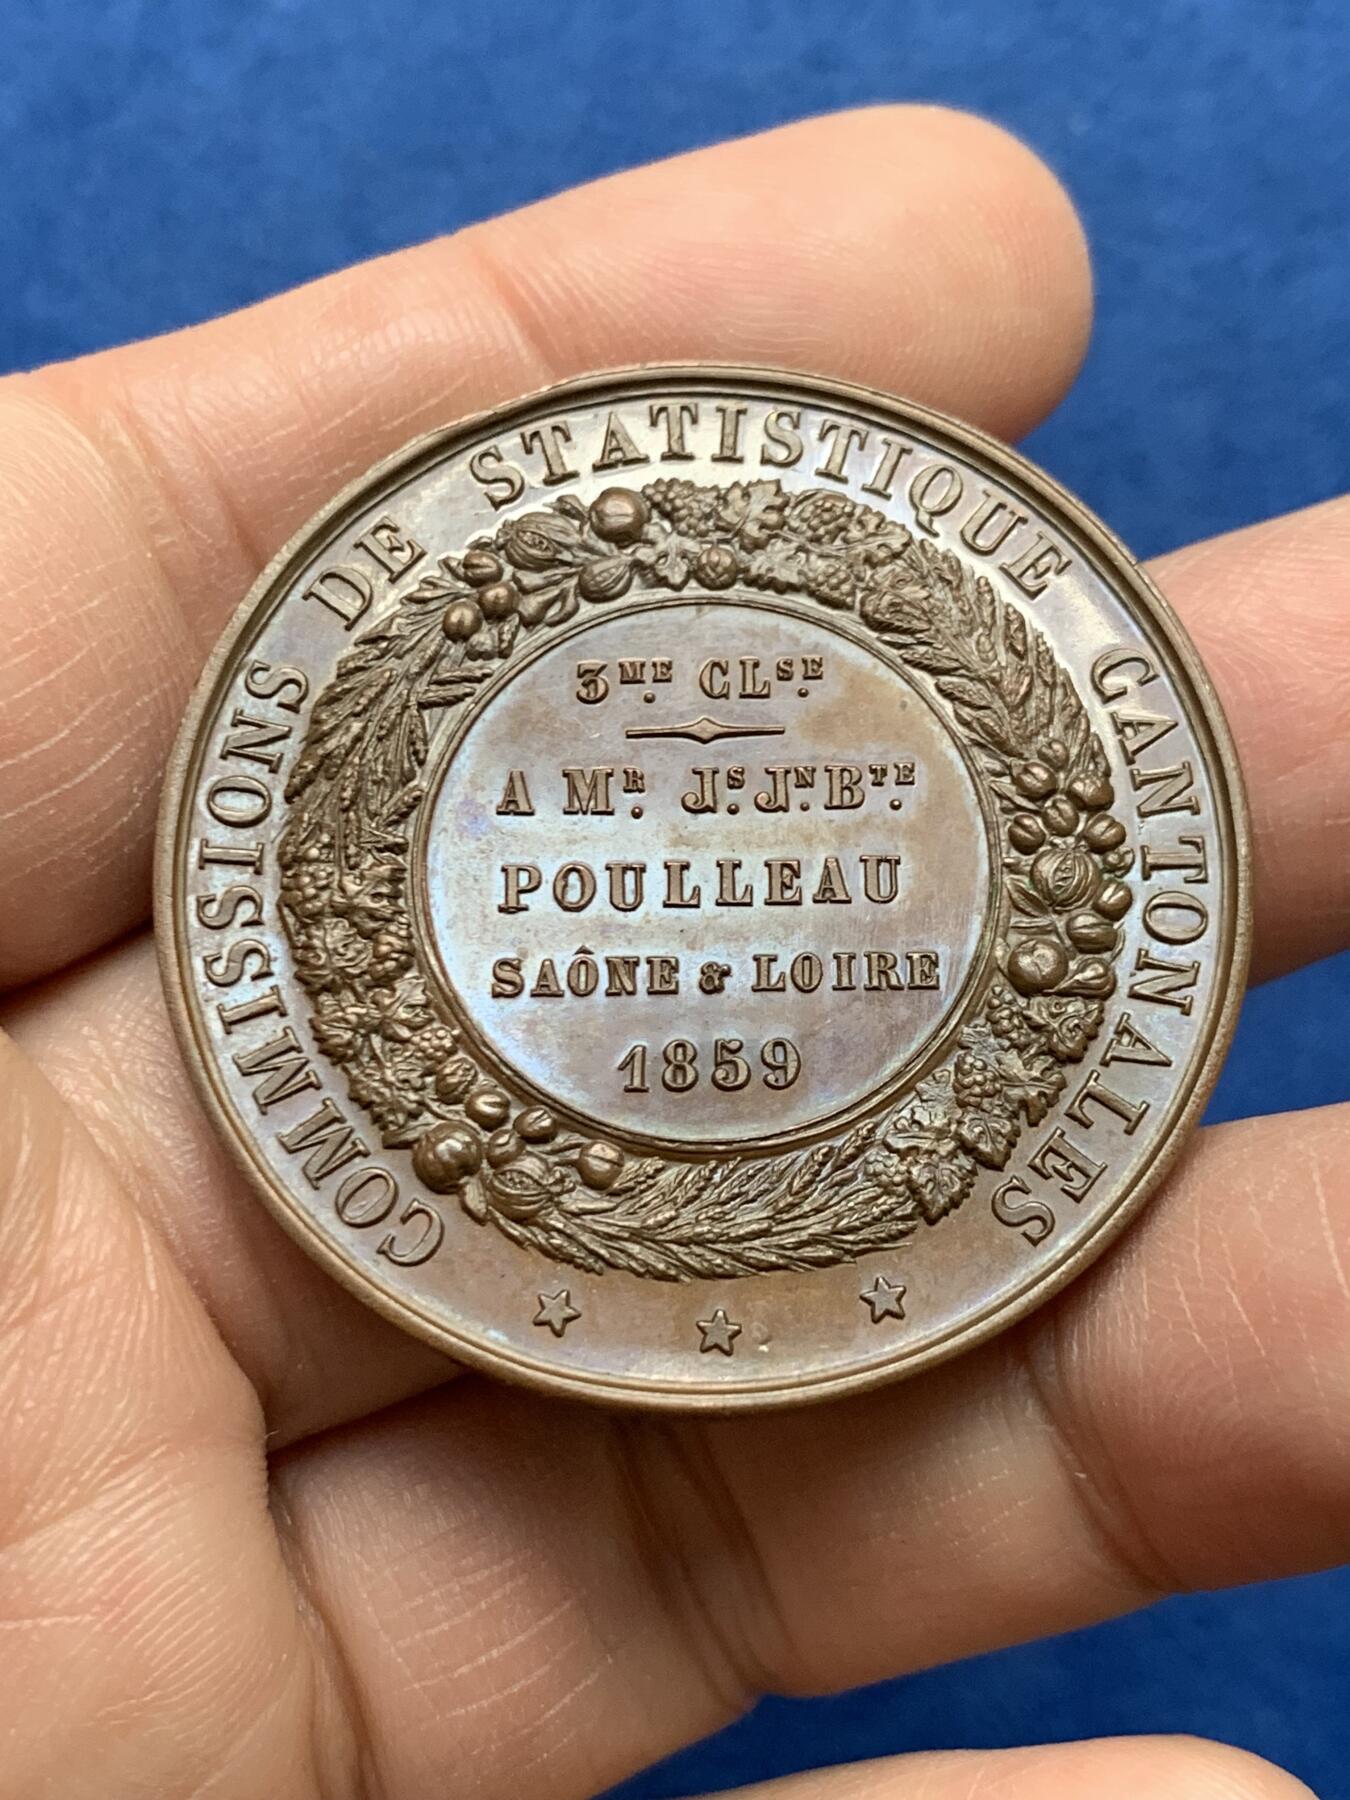 COMMISSIONS DE STATISTIQUE CANTONALES
3ME. CLSE.
A MR. JS. JN. BTE.
POULLEAU
SAÔNE & LOIRE
1859